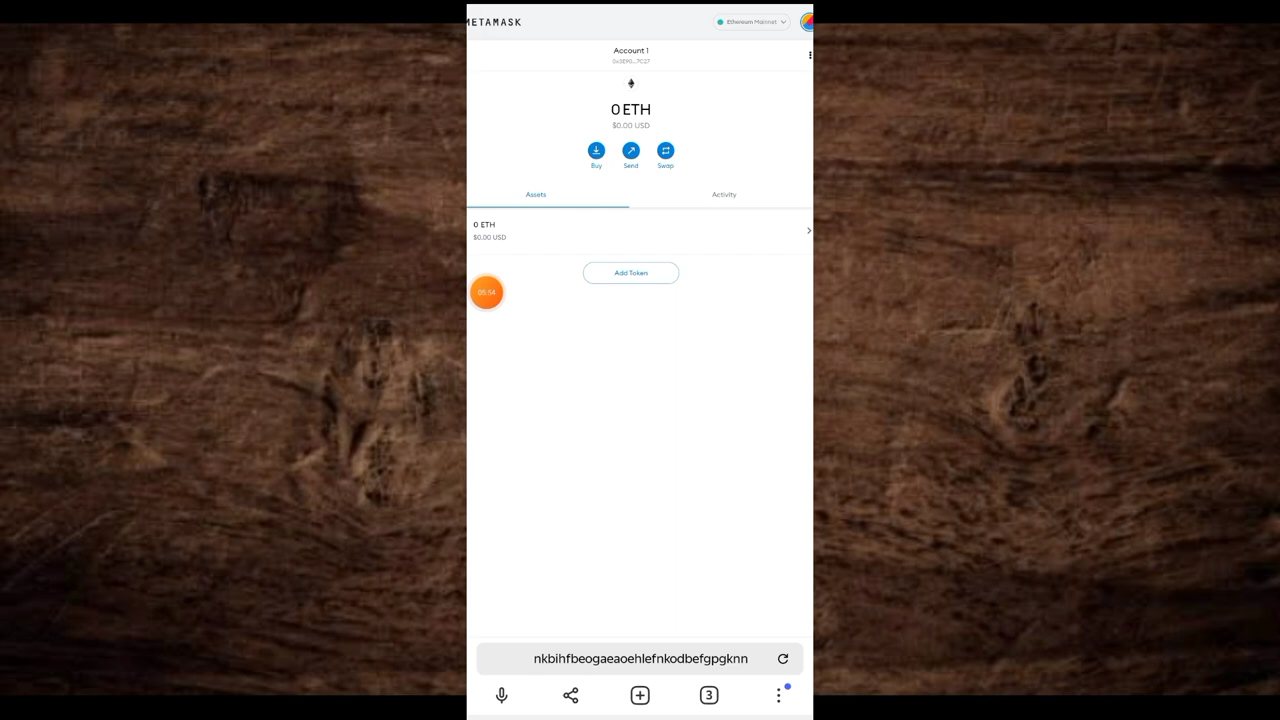 METAMASK
Ethereum Mainnet
Account 1
0x3E90...7C27
0 ETH
$0.00 USD
Buy Send Swap
Assets Activity
0 ETH
$0.00 USD
Add Token
05:54
nkbihfbeogaeaoehlefnkodbefgpgknn
3